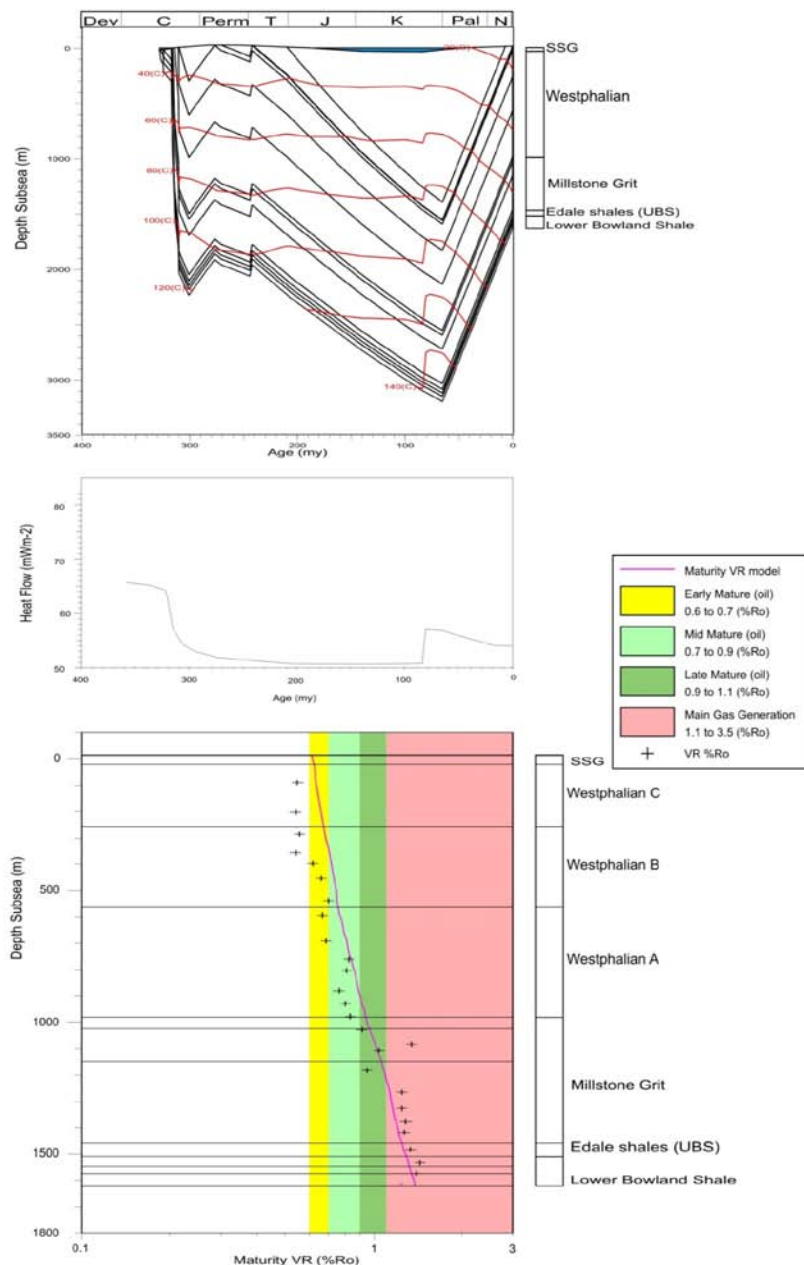 Dev C Perm T J K Pal N
0
1000
2000
3000
3500
Depth Subsea (m)
40(C)
60(C)
80(C)
100(C)
120(C)
140(C)
SSG
Westphalian
Millstone Grit
Edale shales (UBS)
Lower Bowland Shale
400 300 200 100 0
Age (my)
80
70
60
50
Heat Flow (mW/m-2)
400 300 200 100 0
Age (my)
Maturity VR model
Early Mature (oil)
0.6 to 0.7 (%Ro)
Mid Mature (oil)
0.7 to 0.9 (%Ro)
Late Mature (oil)
0.9 to 1.1 (%Ro)
Main Gas Generation
1.1 to 3.5 (%Ro)
VR %Ro
0
500
1000
1500
1800
Depth Subsea (m)
SSG
Westphalian C
Westphalian B
Westphalian A
Millstone Grit
Edale shales (UBS)
Lower Bowland Shale
0.1 1 3
Maturity VR (%Ro)